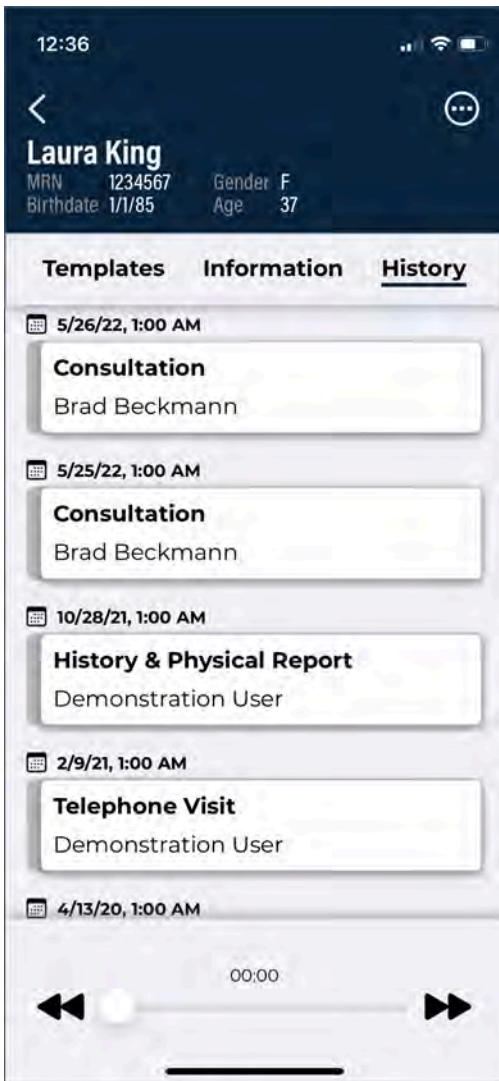 12:36
Laura King
MRN 1234567 Gender F
Birthdate 1/1/85 Age 37
Templates Information History
5/26/22, 1:00 AM
Consultation
Brad Beckmann
5/25/22, 1:00 AM
Consultation
Brad Beckmann
10/28/21, 1:00 AM
History & Physical Report
Demonstration User
2/9/21, 1:00 AM
Telephone Visit
Demonstration User
4/13/20, 1:00 AM
00:00